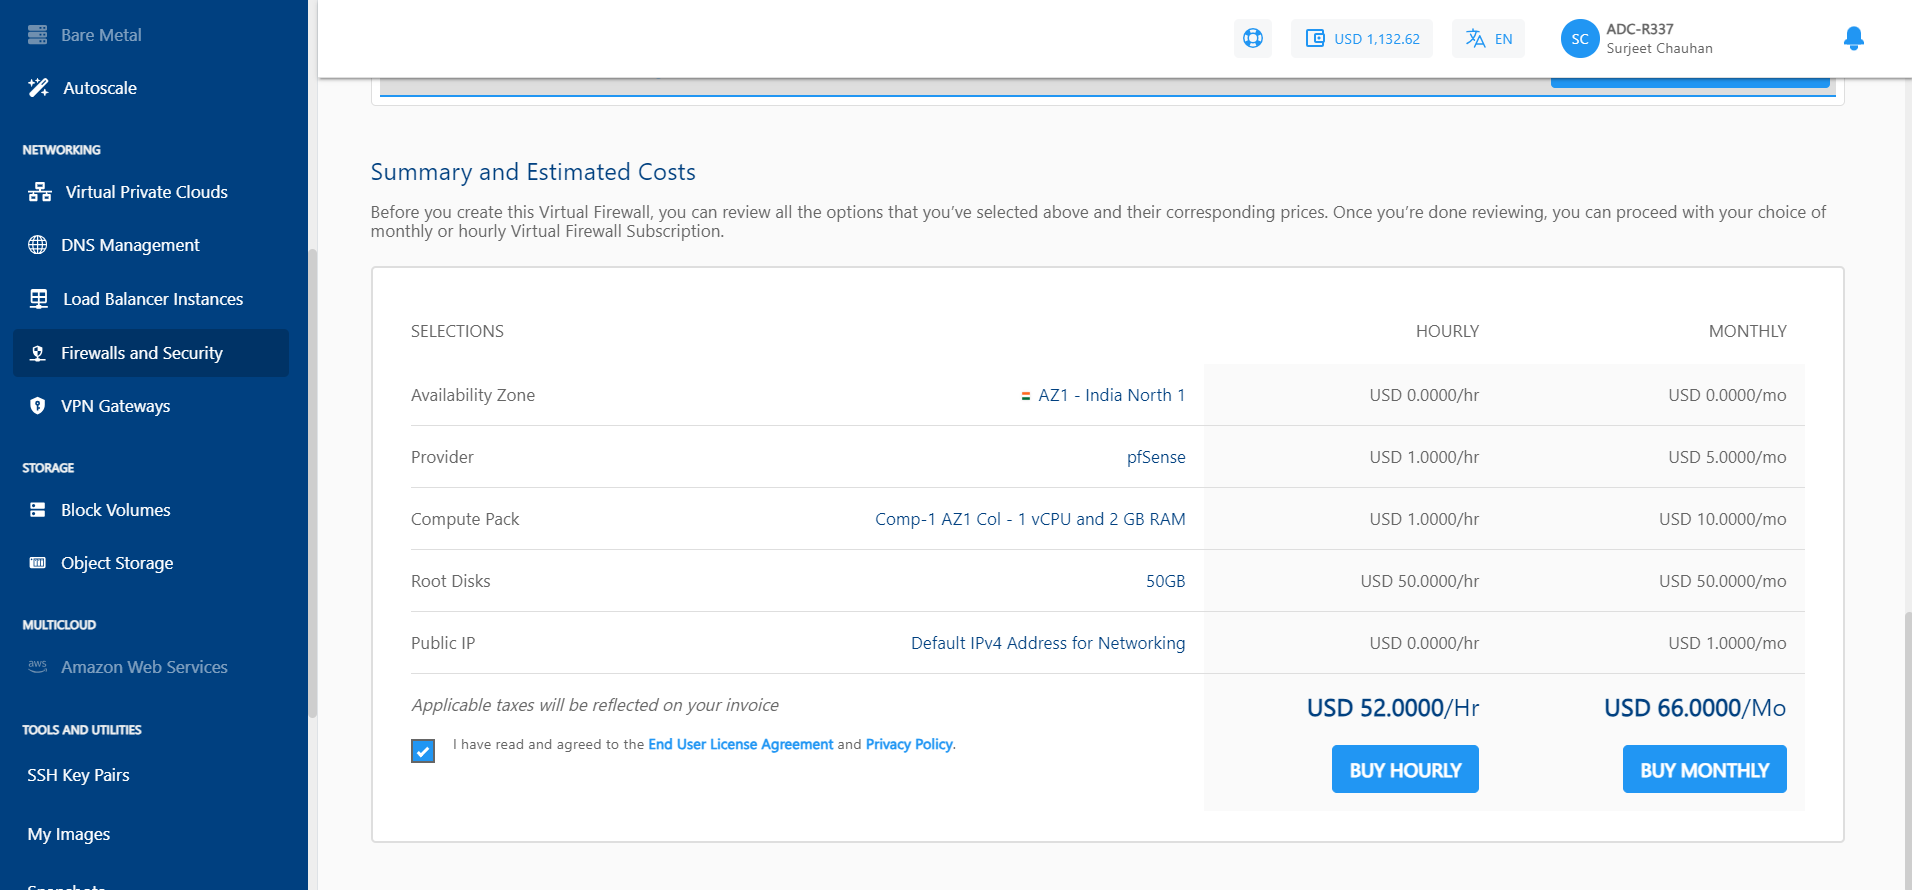 Bare Metal
Autoscale
NETWORKING
Virtual Private Clouds
DNS Management
Load Balancer Instances
Firewalls and Security
VPN Gateways
STORAGE
Block Volumes
Object Storage
MULTICLOUD
aws Amazon Web Services
TOOLS AND UTILITIES
SSH Key Pairs
My Images
Snapshots
USD 1,132.62
EN
SC
ADC-R337
Surjeet Chauhan
Summary and Estimated Costs
Before you create this Virtual Firewall, you can review all the options that you’ve selected above and their corresponding prices. Once you’re done reviewing, you can proceed with your choice of
monthly or hourly Virtual Firewall Subscription.
SELECTIONS HOURLY MONTHLY
Availability Zone AZ1 - India North 1 USD 0.0000/hr USD 0.0000/mo
Provider pfSense USD 1.0000/hr USD 5.0000/mo
Compute Pack Comp-1 AZ1 Col - 1 vCPU and 2 GB RAM USD 1.0000/hr USD 10.0000/mo
Root Disks 50GB USD 50.0000/hr USD 50.0000/mo
Public IP Default IPv4 Address for Networking USD 0.0000/hr USD 1.0000/mo
Applicable taxes will be reflected on your invoice USD 52.0000/Hr USD 66.0000/Mo
I have read and agreed to the End User License Agreement and Privacy Policy.
BUY HOURLY BUY MONTHLY